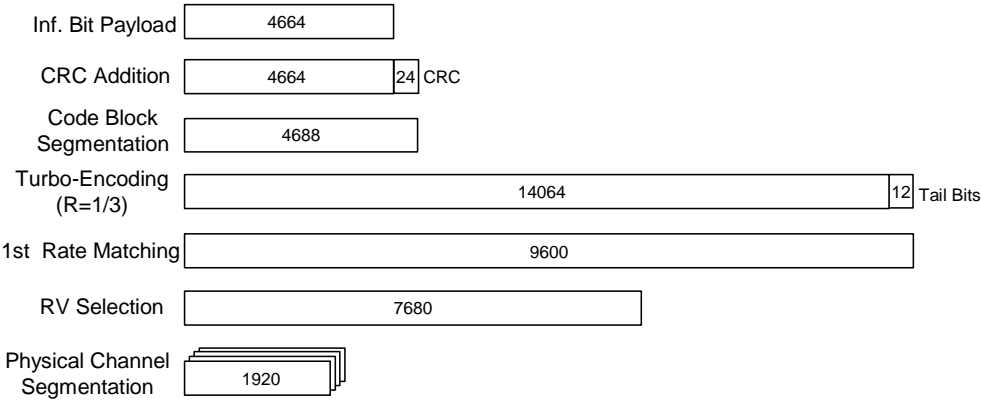 Inf. Bit Payload 4664
CRC Addition 4664 24 CRC
Code Block
Segmentation 4688
Turbo-Encoding
(R=1/3) 14064 12 Tail Bits
1st Rate Matching 9600
RV Selection 7680
Physical Channel
Segmentation 1920